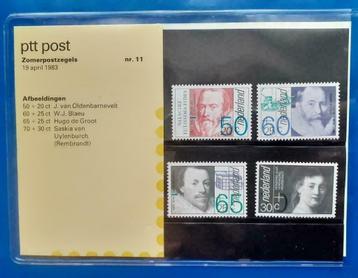 ptt post
Zomerpostzegels nr. 11
19 april 1983
Afbeeldingen
50 + 20 ct J. van Oldenbarnevelt
60 + 25 ct W.J. Blaeu
65 + 25 ct Hugo de Groot
70 + 30 ct Saskia van
Uylenburch.
(Rembrandt)
nederland
50
60
nederland
65
nederland
30